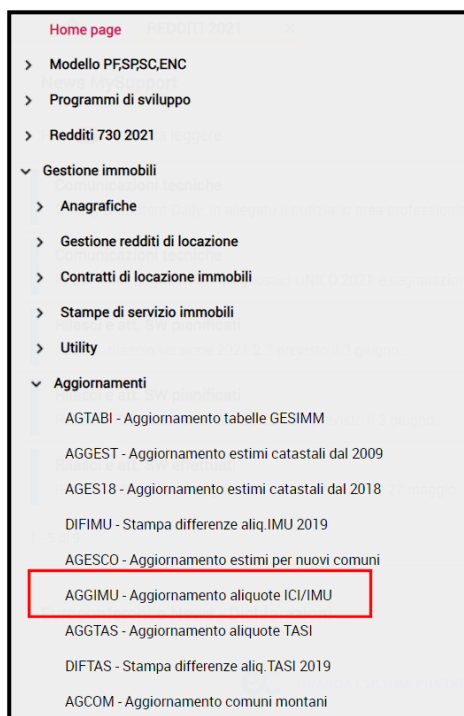 Home page
Modello PF,SP,SC,ENC
Programmi di sviluppo
Redditi 730 2021
Gestione immobili
Anagrafiche
Gestione redditi di locazione
Contratti di locazione immobili
Stampe di servizio immobili
Utility
Aggiornamenti
AGTABI - Aggiornamento tabelle GESIMM
AGGEST - Aggiornamento estimi catastali dal 2009
AGES18 - Aggiornamento estimi catastali dal 2018
DIFIMU - Stampa differenze aliq.IMU 2019
AGESCO - Aggiornamento estimi per nuovi comuni
AGGIMU - Aggiornamento aliquote ICI/IMU
AGGTAS - Aggiornamento aliquote TASI
DIFTAS - Stampa differenze aliq.TASI 2019
AGCOM - Aggiornamento comuni montani